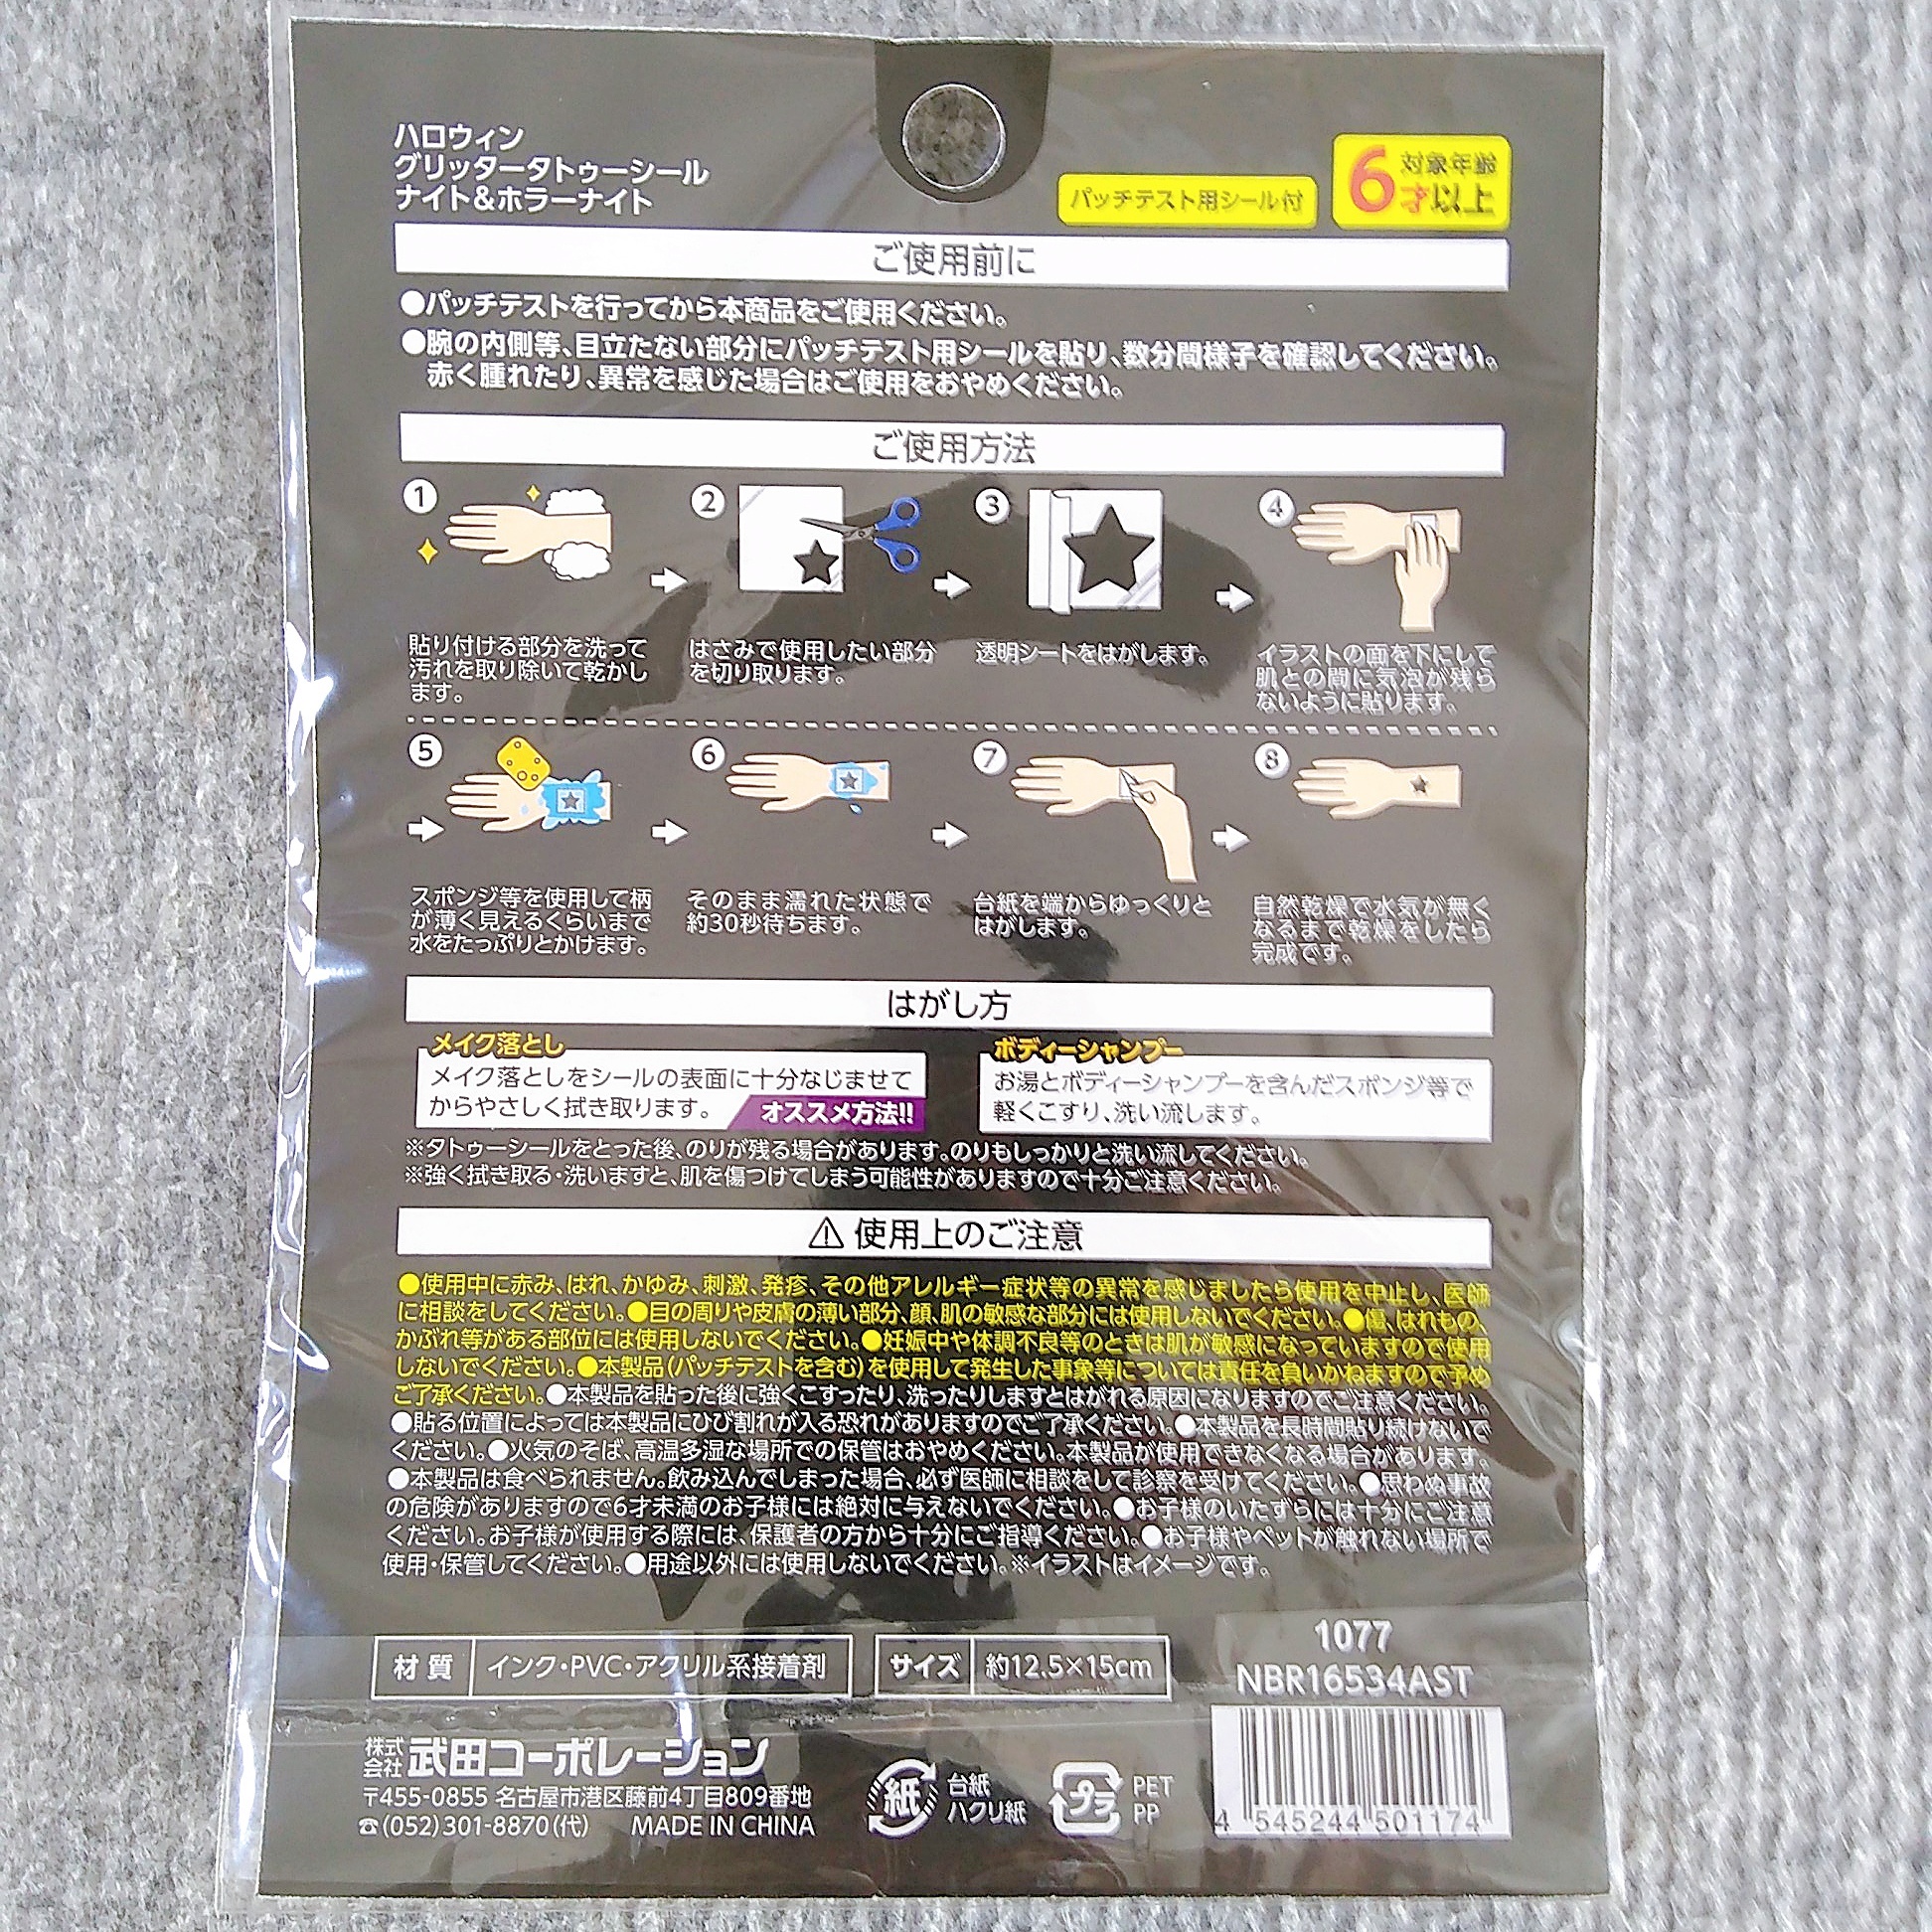 ハロウィン
グリッタータトゥーシール
ナイト&ホラーナイト
パッチテスト用シール付
6 対象年齢
才以上
ご使用前に
●パッチテストを行ってから本商品をご使用ください。
●腕の内側等、目立たない部分にパッチテスト用シールを貼り、数分間様子を確認してください。
赤く腫れたり、異常を感じた場合はご使用をおやめください。
ご使用方法
①
貼り付ける部分を洗って
汚れを取り除いて乾かし
ます。
②
はさみで使用したい部分
を切り取ります。
③
透明シートをはがします。
④
イラストの面を下にして
肌との間に気泡が残ら
ないように貼ります。
⑤
スポンジ等を使用して柄
が薄く見えるくらいまで
水をたっぷりとかけます。
⑥
そのまま濡れた状態で
約30秒待ちます。
⑦
台紙を端からゆっくりと
はがします。
⑧
自然乾燥で水気が無く
なるまで乾燥をしたら
完成です。
はがし方
メイク落とし
メイク落としをシールの表面に十分なじませて
からやさしく拭き取ります。
オススメ方法!!
ボディーシャンプー
お湯とボディーシャンプーを含んだスポンジ等で
軽くこすり、洗い流します。
※タトゥーシールをとった後、のりが残る場合があります。のりもしっかりと洗い流してください。
※強く拭き取る・洗いますと、肌を傷つけてしまう可能性がありますので十分ご注意ください。
⚠ 使用上のご注意
●使用中に赤み、はれ、かゆみ、刺激、発疹、その他アレルギー症状等の異常を感じましたら使用を中止し、医師
に相談をしてください。●目の周りや皮膚の薄い部分、顔、肌の敏感な部分には使用しないでください。●傷、はれもの、
かぶれ等がある部位には使用しないでください。●妊娠中や体調不良等のときは肌が敏感になっていますので使用
しないでください。●本製品（パッチテストを含む）を使用して発生した事象等については責任を負いかねますので予め
ご了承ください。●本製品を貼った後に強くこすったり、洗ったりしますとはがれる原因になりますのでご注意ください。
●貼る位置によっては本製品にひび割れが入る恐れがありますのでご了承ください。●本製品を長時間貼り続けないで
ください。●火気のそば、高温多湿な場所での保管はおやめください。本製品が使用できなくなる場合があります。
●本製品は食べられません。飲み込んでしまった場合、必ず医師に相談をして診察を受けてください。●思わぬ事故
の危険がありますので6才未満のお子様には絶対に与えないでください。●お子様のいたずらには十分にご注意
ください。お子様が使用する際には、保護者の方から十分にご指導ください。●お子様やペットが触れない場所で
使用・保管してください。●用途以外には使用しないでください。※イラストはイメージです。
材質 インク・PVC・アクリル系接着剤
サイズ 約12.5×15cm
1077
NBR16534AST
株式会社 武田コーポレーション
〒455-0855 名古屋市港区藤前4丁目809番地
☎(052)301-8870(代) MADE IN CHINA
紙 台紙
ハクリ紙
プラ PET
PP
4 545244 501174